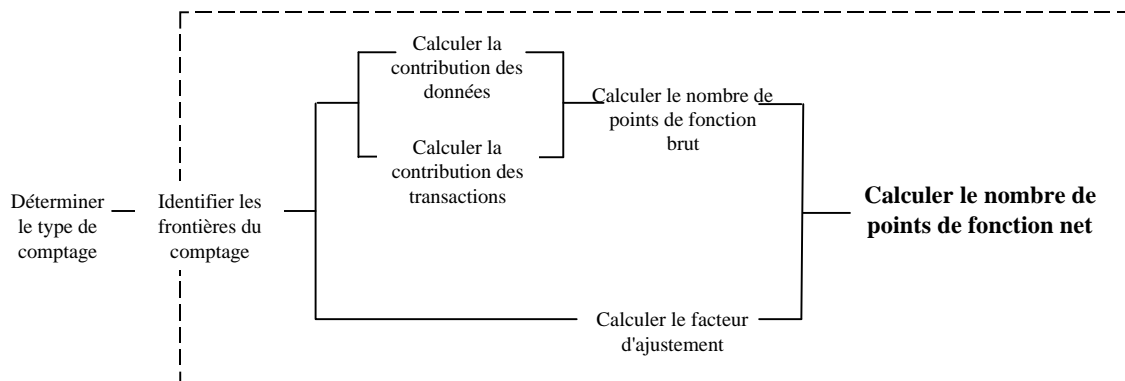 Déterminer
le type de
comptage
Identifier les
frontières du
comptage
Calculer la
contribution des
données
Calculer la
contribution des
transactions
Calculer le nombre de
points de fonction
brut
Calculer le facteur
d'ajustement
Calculer le nombre de
points de fonction net